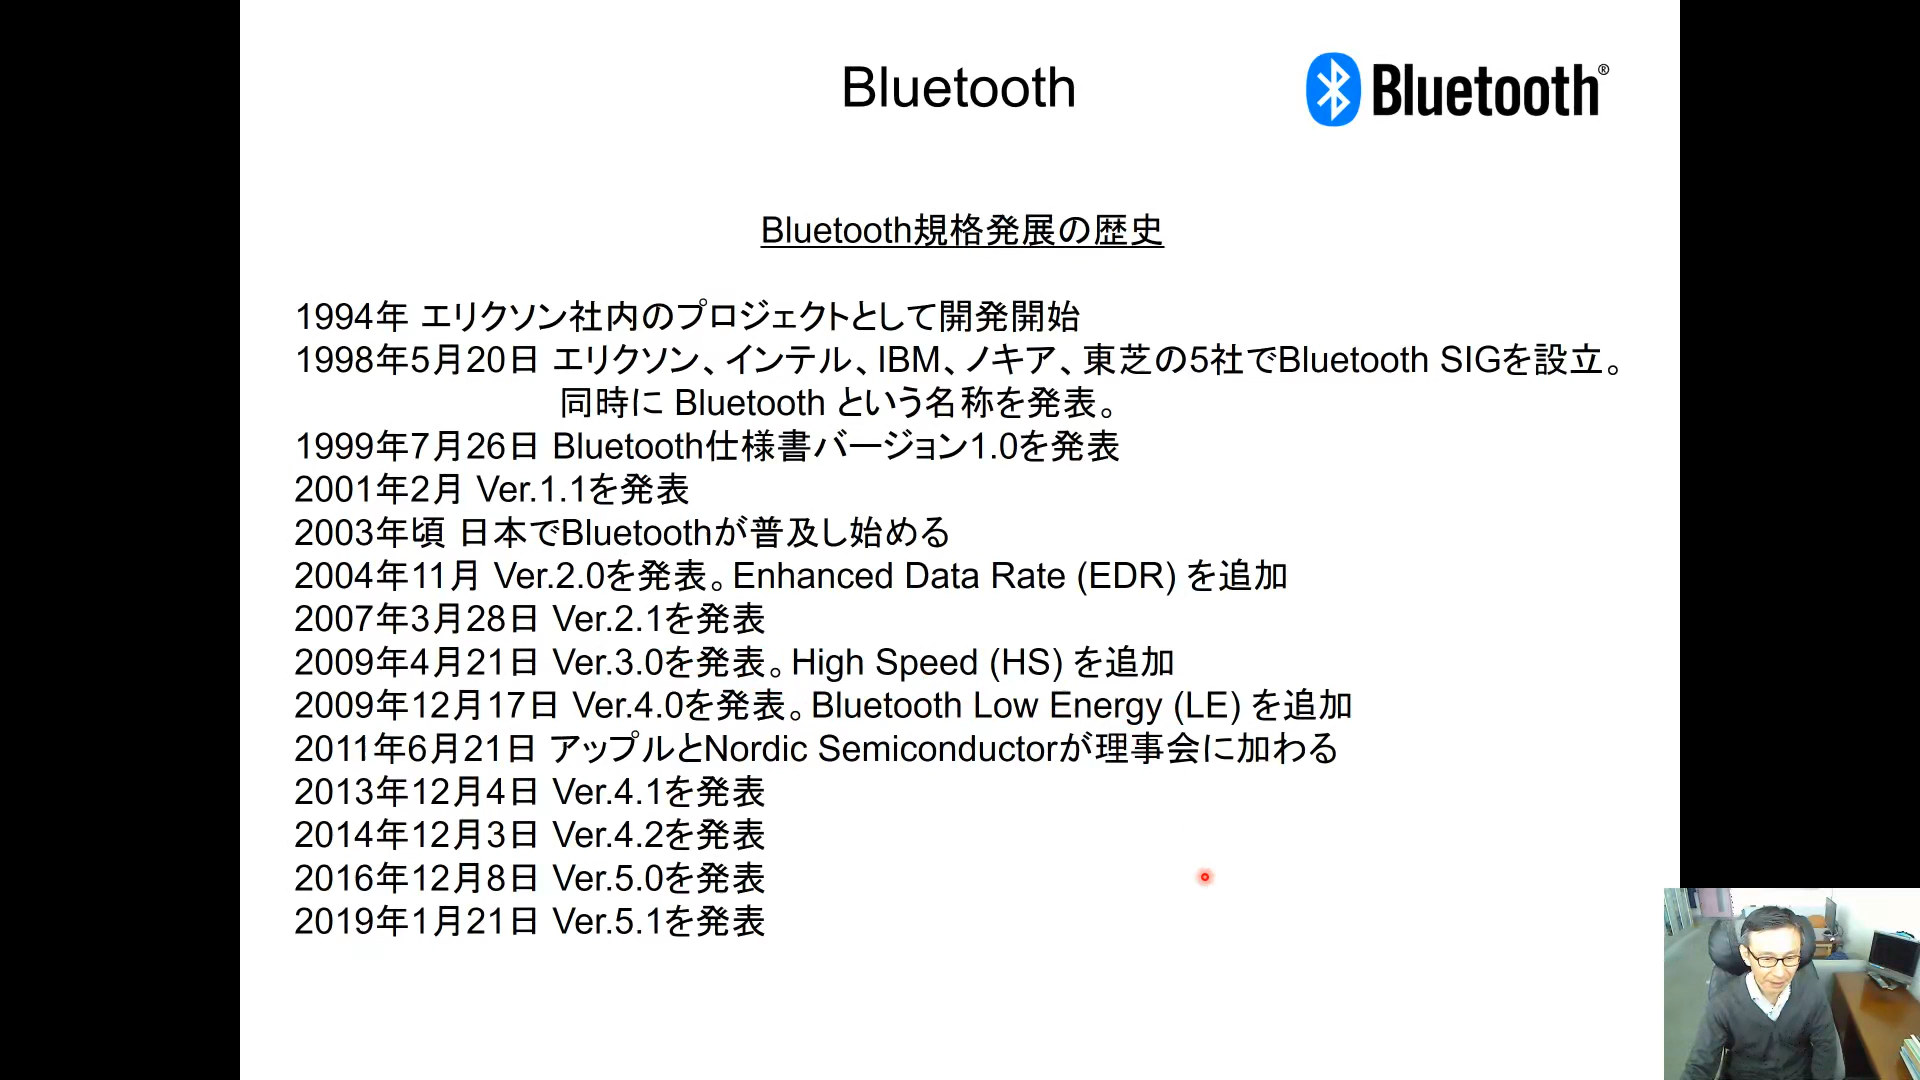 Bluetooth
Bluetooth®
Bluetooth規格発展の歴史
1994年 エリクソン社内のプロジェクトとして開発開始
1998年5月20日 エリクソン、インテル、IBM、ノキア、東芝の5社でBluetooth SIGを設立。
同時に Bluetooth という名称を発表。
1999年7月26日 Bluetooth仕様書バージョン1.0を発表
2001年2月 Ver.1.1を発表
2003年頃 日本でBluetoothが普及し始める
2004年11月 Ver.2.0を発表。Enhanced Data Rate (EDR) を追加
2007年3月28日 Ver.2.1を発表
2009年4月21日 Ver.3.0を発表。High Speed (HS) を追加
2009年12月17日 Ver.4.0を発表。Bluetooth Low Energy (LE) を追加
2011年6月21日 アップルとNordic Semiconductorが理事会に加わる
2013年12月4日 Ver.4.1を発表
2014年12月3日 Ver.4.2を発表
2016年12月8日 Ver.5.0を発表
2019年1月21日 Ver.5.1を発表